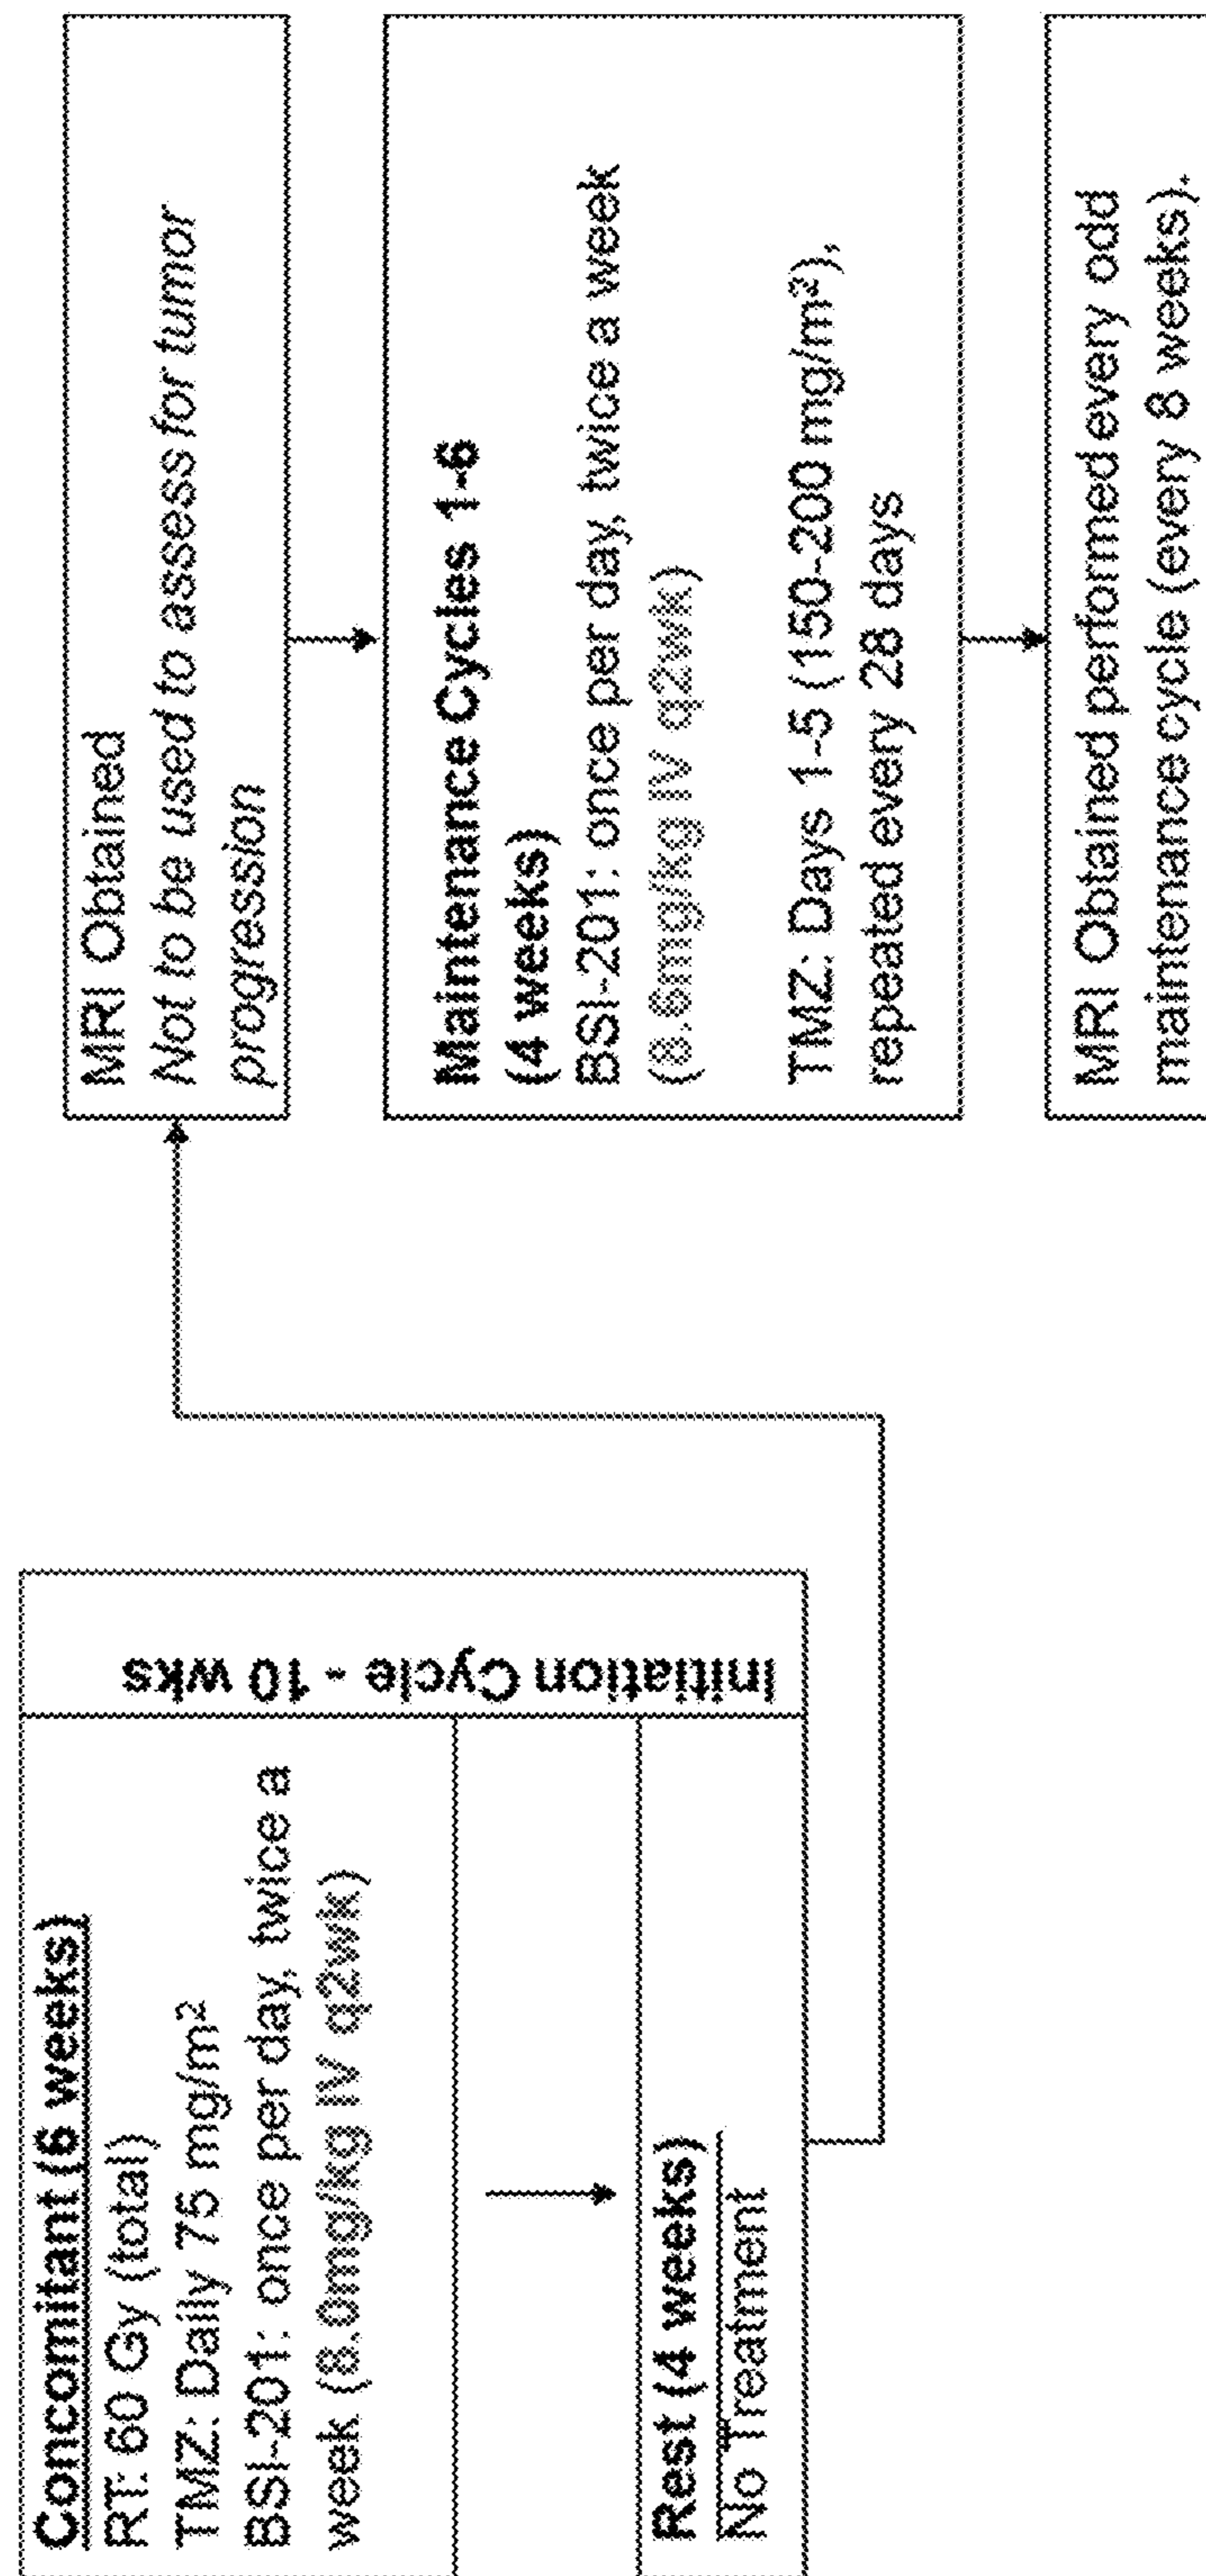 Concomitant (6 weeks)
RT: 60 Gy (total)
TMZ: Daily 75 mg/m²
BSI-201: once per day, twice a
week (8.0mg/kg IV q2wk)
Rest (4 weeks)
No Treatment
Initiation Cycle - 10 wks
MRI Obtained
Not to be used to assess for tumor
progression
Maintenance Cycles 1-6
(4 weeks)
BSI-201: once per day, twice a week
(8.6mg/kg IV q2wk)
TMZ: Days 1-5 (150-200 mg/m²),
repeated every 28 days
MRI Obtained performed every odd
maintenance cycle (every 8 weeks).